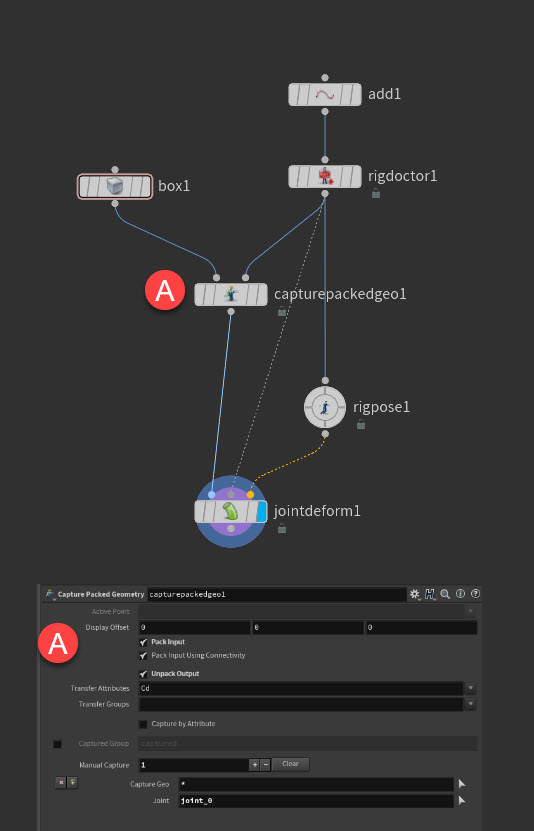 add1
box1
rigdoctor1
A
capturepackedgeo1
rigpose1
jointdeform1
Capture Packed Geometry capturepackedgeo1
Active Point
A
Display Offset 0 0 0
Pack Input
Pack Input Using Connectivity
Unpack Output
Transfer Attributes Cd
Transfer Groups
Capture by Attribute
Captured Group captured
Manual Capture 1 + − Clear
Capture Geo *
Joint joint_0